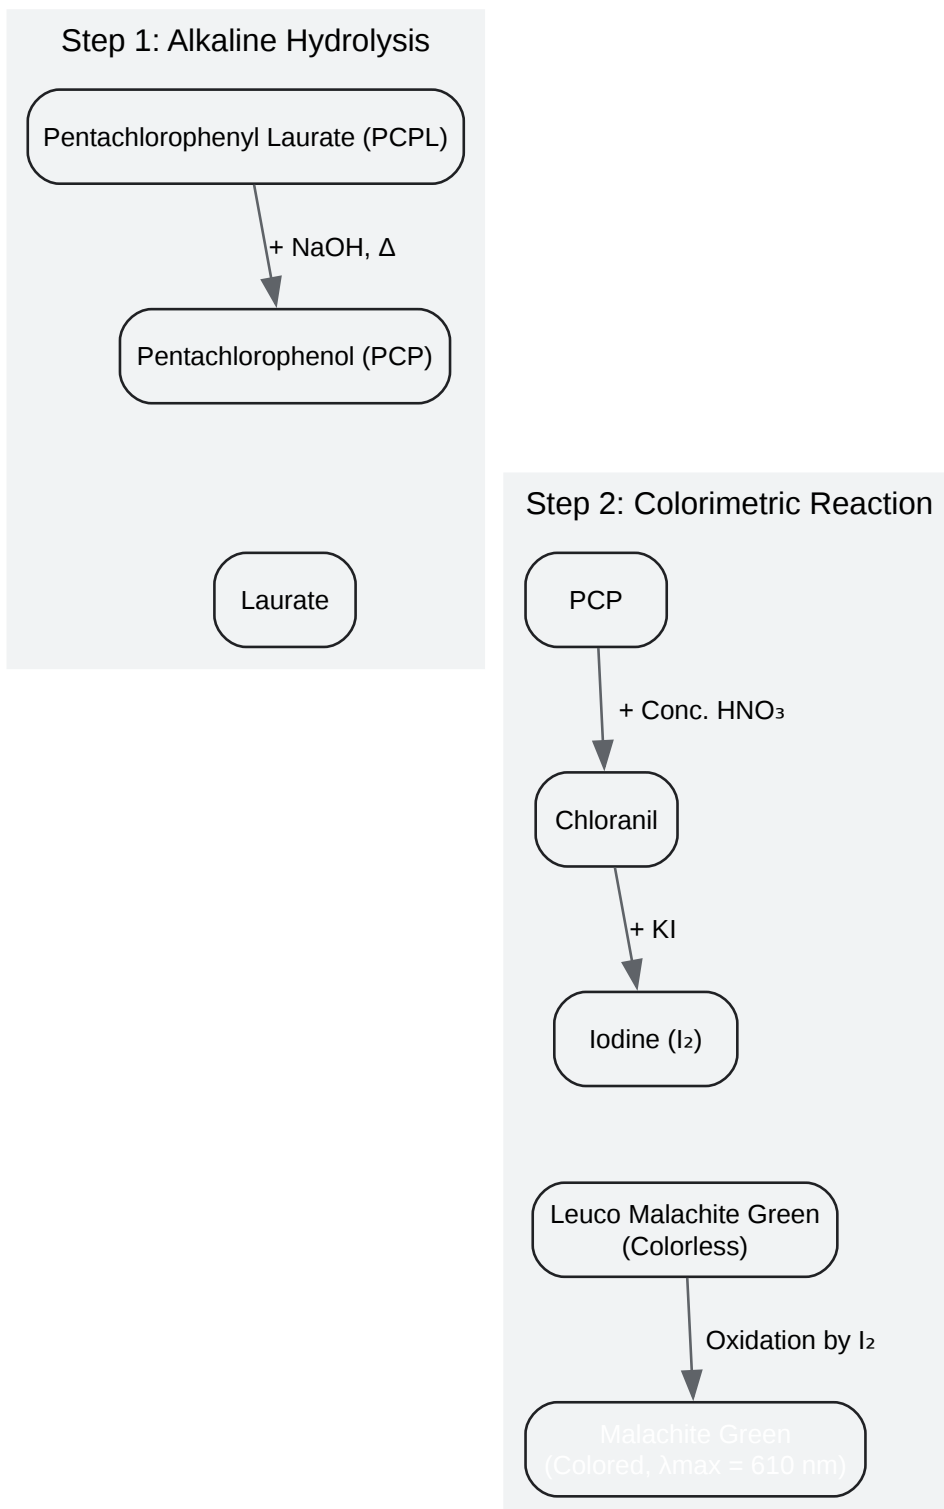 Step 1: Alkaline Hydrolysis
Pentachlorophenyl Laurate (PCPL)
+ NaOH, Δ
Pentachlorophenol (PCP)
Laurate
Step 2: Colorimetric Reaction
PCP
+ Conc. HNO₃
Chloranil
+ KI
Iodine (I₂)
Leuco Malachite Green
(Colorless)
Oxidation by I₂
Malachite Green
(Colored, λmax = 610 nm)